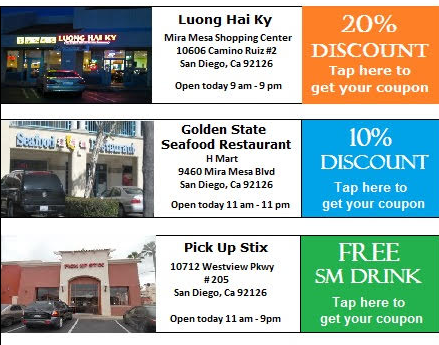 LUONG HAI KY
Luong Hai Ky
Mira Mesa Shopping Center
10606 Camino Ruiz #2
San Diego, Ca 92126
Open today 9 am - 9 pm
20%
DISCOUNT
Tap here to
get your coupon
Seafood Restaurant
Golden State
Seafood Restaurant
H Mart
9460 Mira Mesa Blvd
San Diego, Ca 92126
Open today 11 am - 11 pm
10%
DISCOUNT
Tap here to
get your coupon
PICK UP STIX
Pick Up Stix
10712 Westview Pkwy
# 205
San Diego, Ca 92126
Open today 11 am - 9pm
FREE
SM DRINK
Tap here to
get your coupon